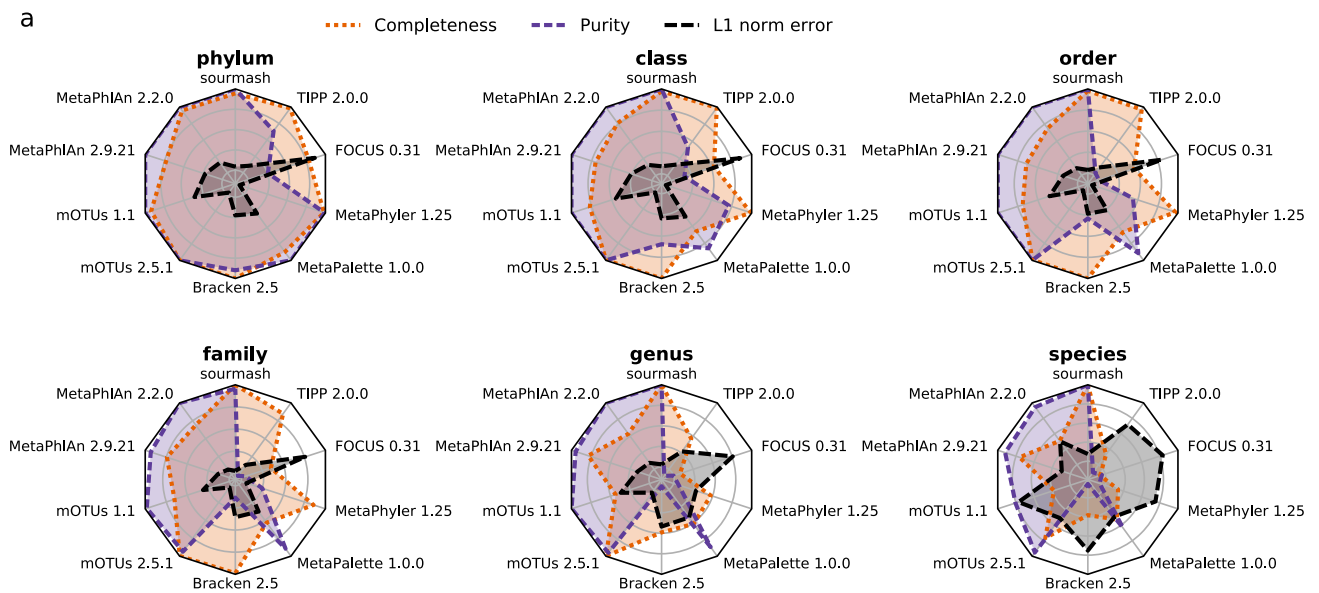 a
Completeness Purity L1 norm error
phylum
sourmash
MetaPhlAn 2.2.0 TIPP 2.0.0
MetaPhlAn 2.9.21 FOCUS 0.31
mOTUs 1.1 MetaPhyler 1.25
mOTUs 2.5.1 MetaPalette 1.0.0
Bracken 2.5
class
sourmash
MetaPhlAn 2.2.0 TIPP 2.0.0
MetaPhlAn 2.9.21 FOCUS 0.31
mOTUs 1.1 MetaPhyler 1.25
mOTUs 2.5.1 MetaPalette 1.0.0
Bracken 2.5
order
sourmash
MetaPhlAn 2.2.0 TIPP 2.0.0
MetaPhlAn 2.9.21 FOCUS 0.31
mOTUs 1.1 MetaPhyler 1.25
mOTUs 2.5.1 MetaPalette 1.0.0
Bracken 2.5
family
sourmash
MetaPhlAn 2.2.0 TIPP 2.0.0
MetaPhlAn 2.9.21 FOCUS 0.31
mOTUs 1.1 MetaPhyler 1.25
mOTUs 2.5.1 MetaPalette 1.0.0
Bracken 2.5
genus
sourmash
MetaPhlAn 2.2.0 TIPP 2.0.0
MetaPhlAn 2.9.21 FOCUS 0.31
mOTUs 1.1 MetaPhyler 1.25
mOTUs 2.5.1 MetaPalette 1.0.0
Bracken 2.5
species
sourmash
MetaPhlAn 2.2.0 TIPP 2.0.0
MetaPhlAn 2.9.21 FOCUS 0.31
mOTUs 1.1 MetaPhyler 1.25
mOTUs 2.5.1 MetaPalette 1.0.0
Bracken 2.5